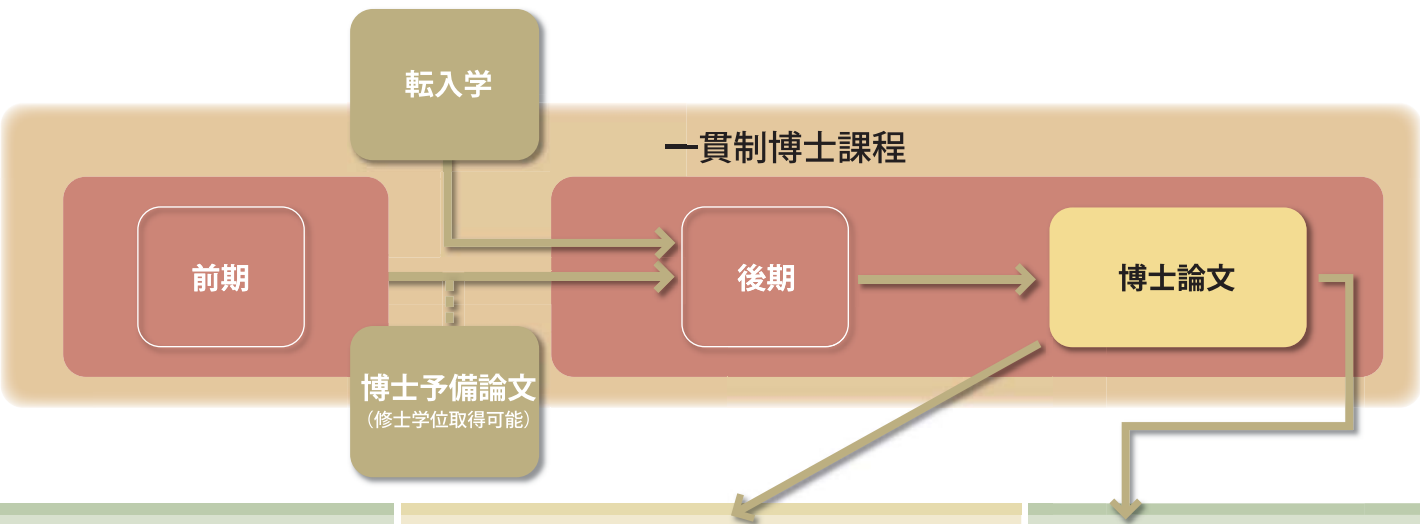 転入学
一貫制博士課程
前期
後期
博士論文
博士予備論文
（修士学位取得可能）